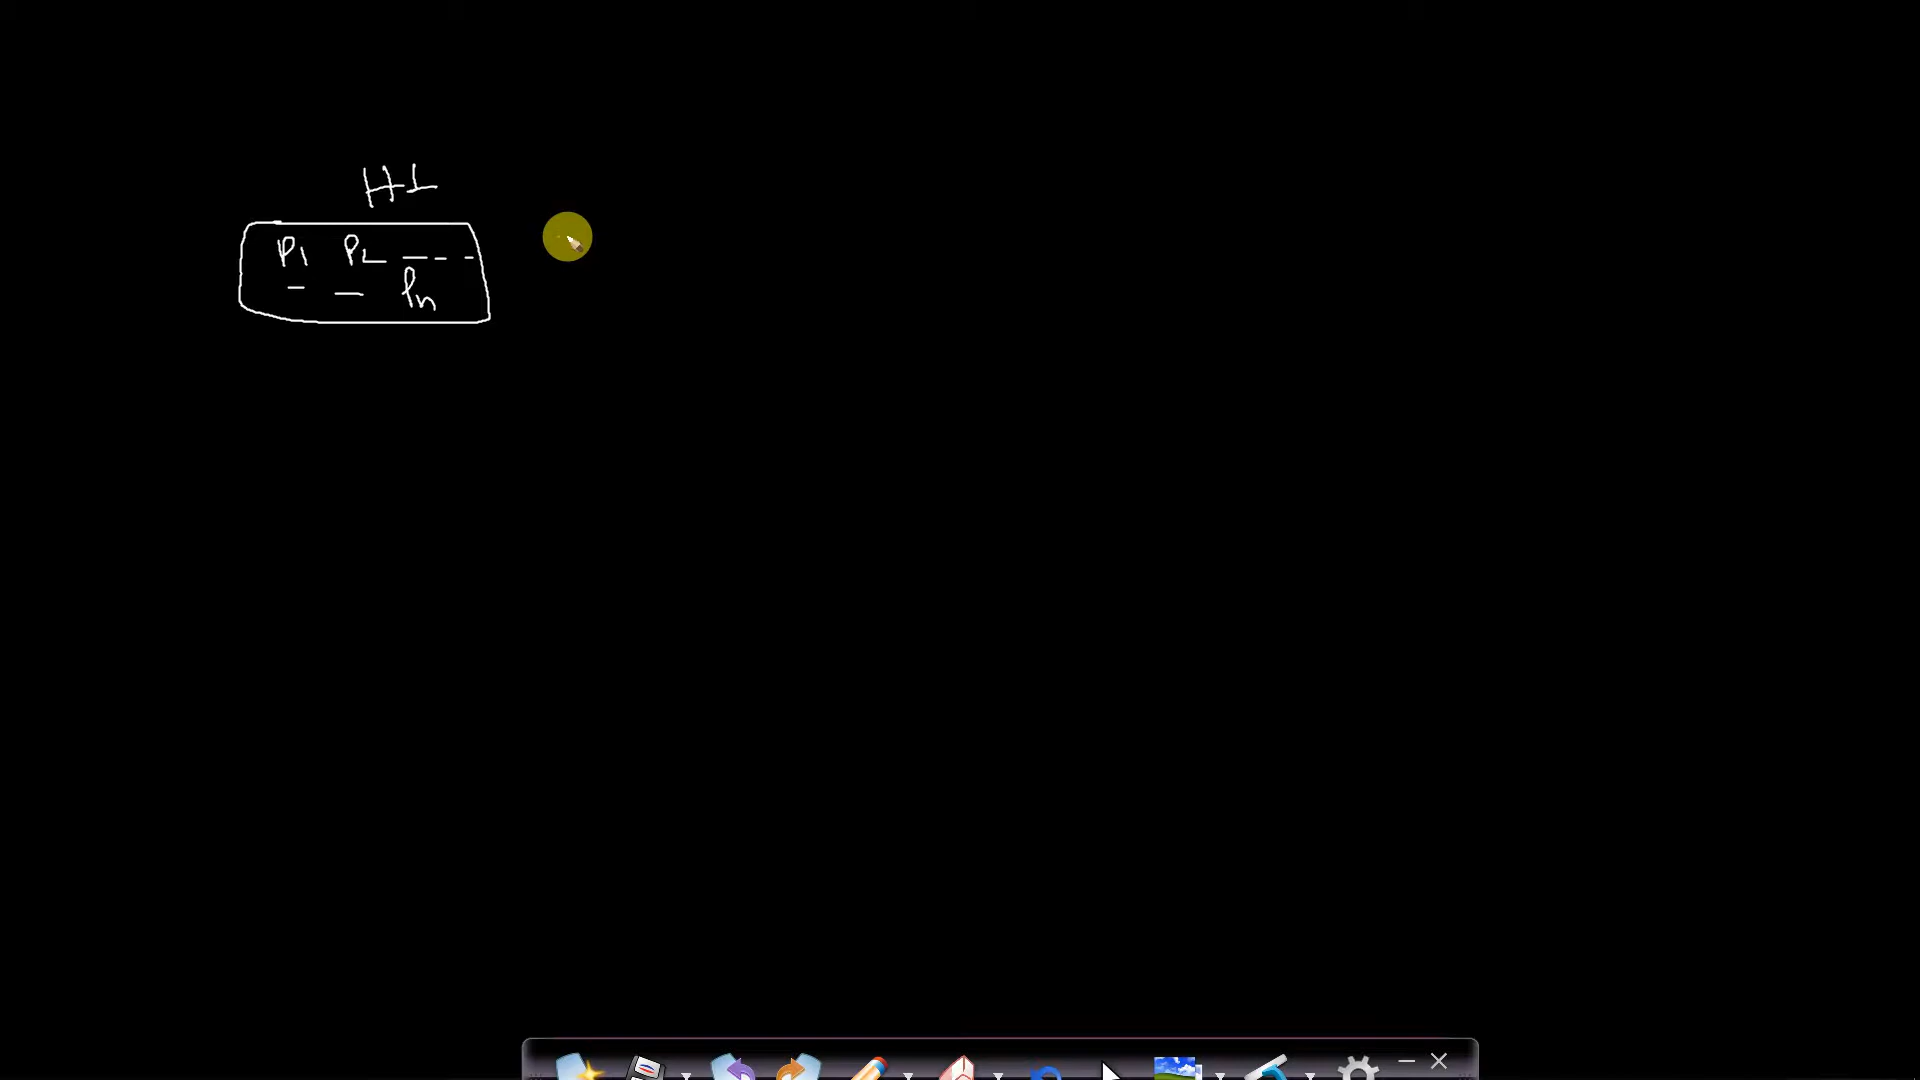 H1
P1 P2 _ _ _
_ _ Pn